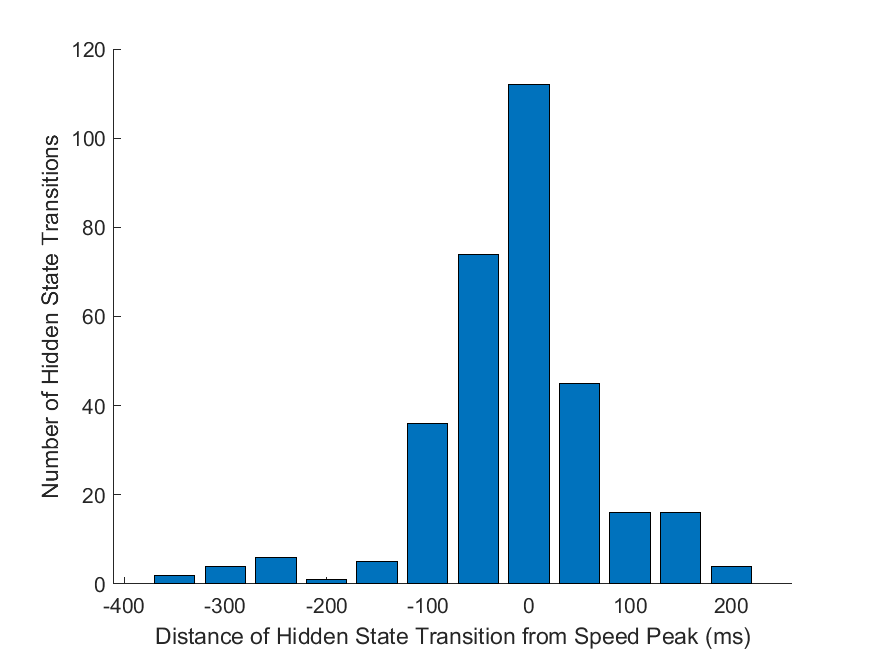 120
100
80
60
40
20
0
Number of Hidden State Transitions
-400 -300 -200 -100 0 100 200
Distance of Hidden State Transition from Speed Peak (ms)